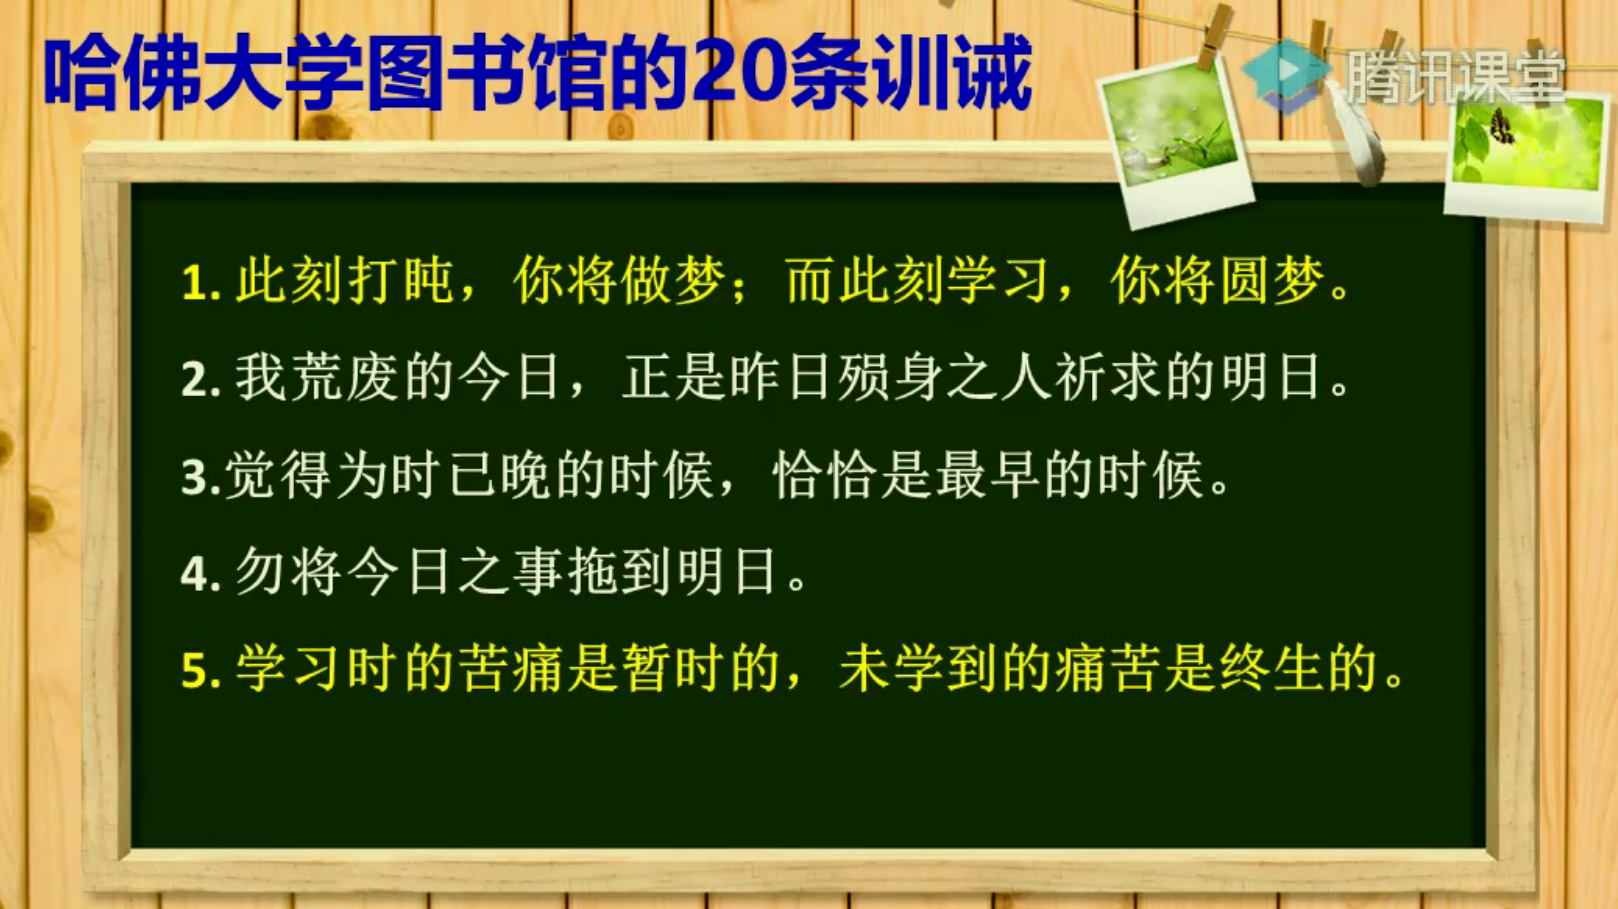 哈佛大学图书馆的20条训诫
腾讯课堂
1. 此刻打盹，你将做梦；而此刻学习，你将圆梦。
2. 我荒废的今日，正是昨日殒身之人祈求的明日。
3.觉得为时已晚的时候，恰恰是最早的时候。
4. 勿将今日之事拖到明日。
5. 学习时的苦痛是暂时的，未学到的痛苦是终生的。